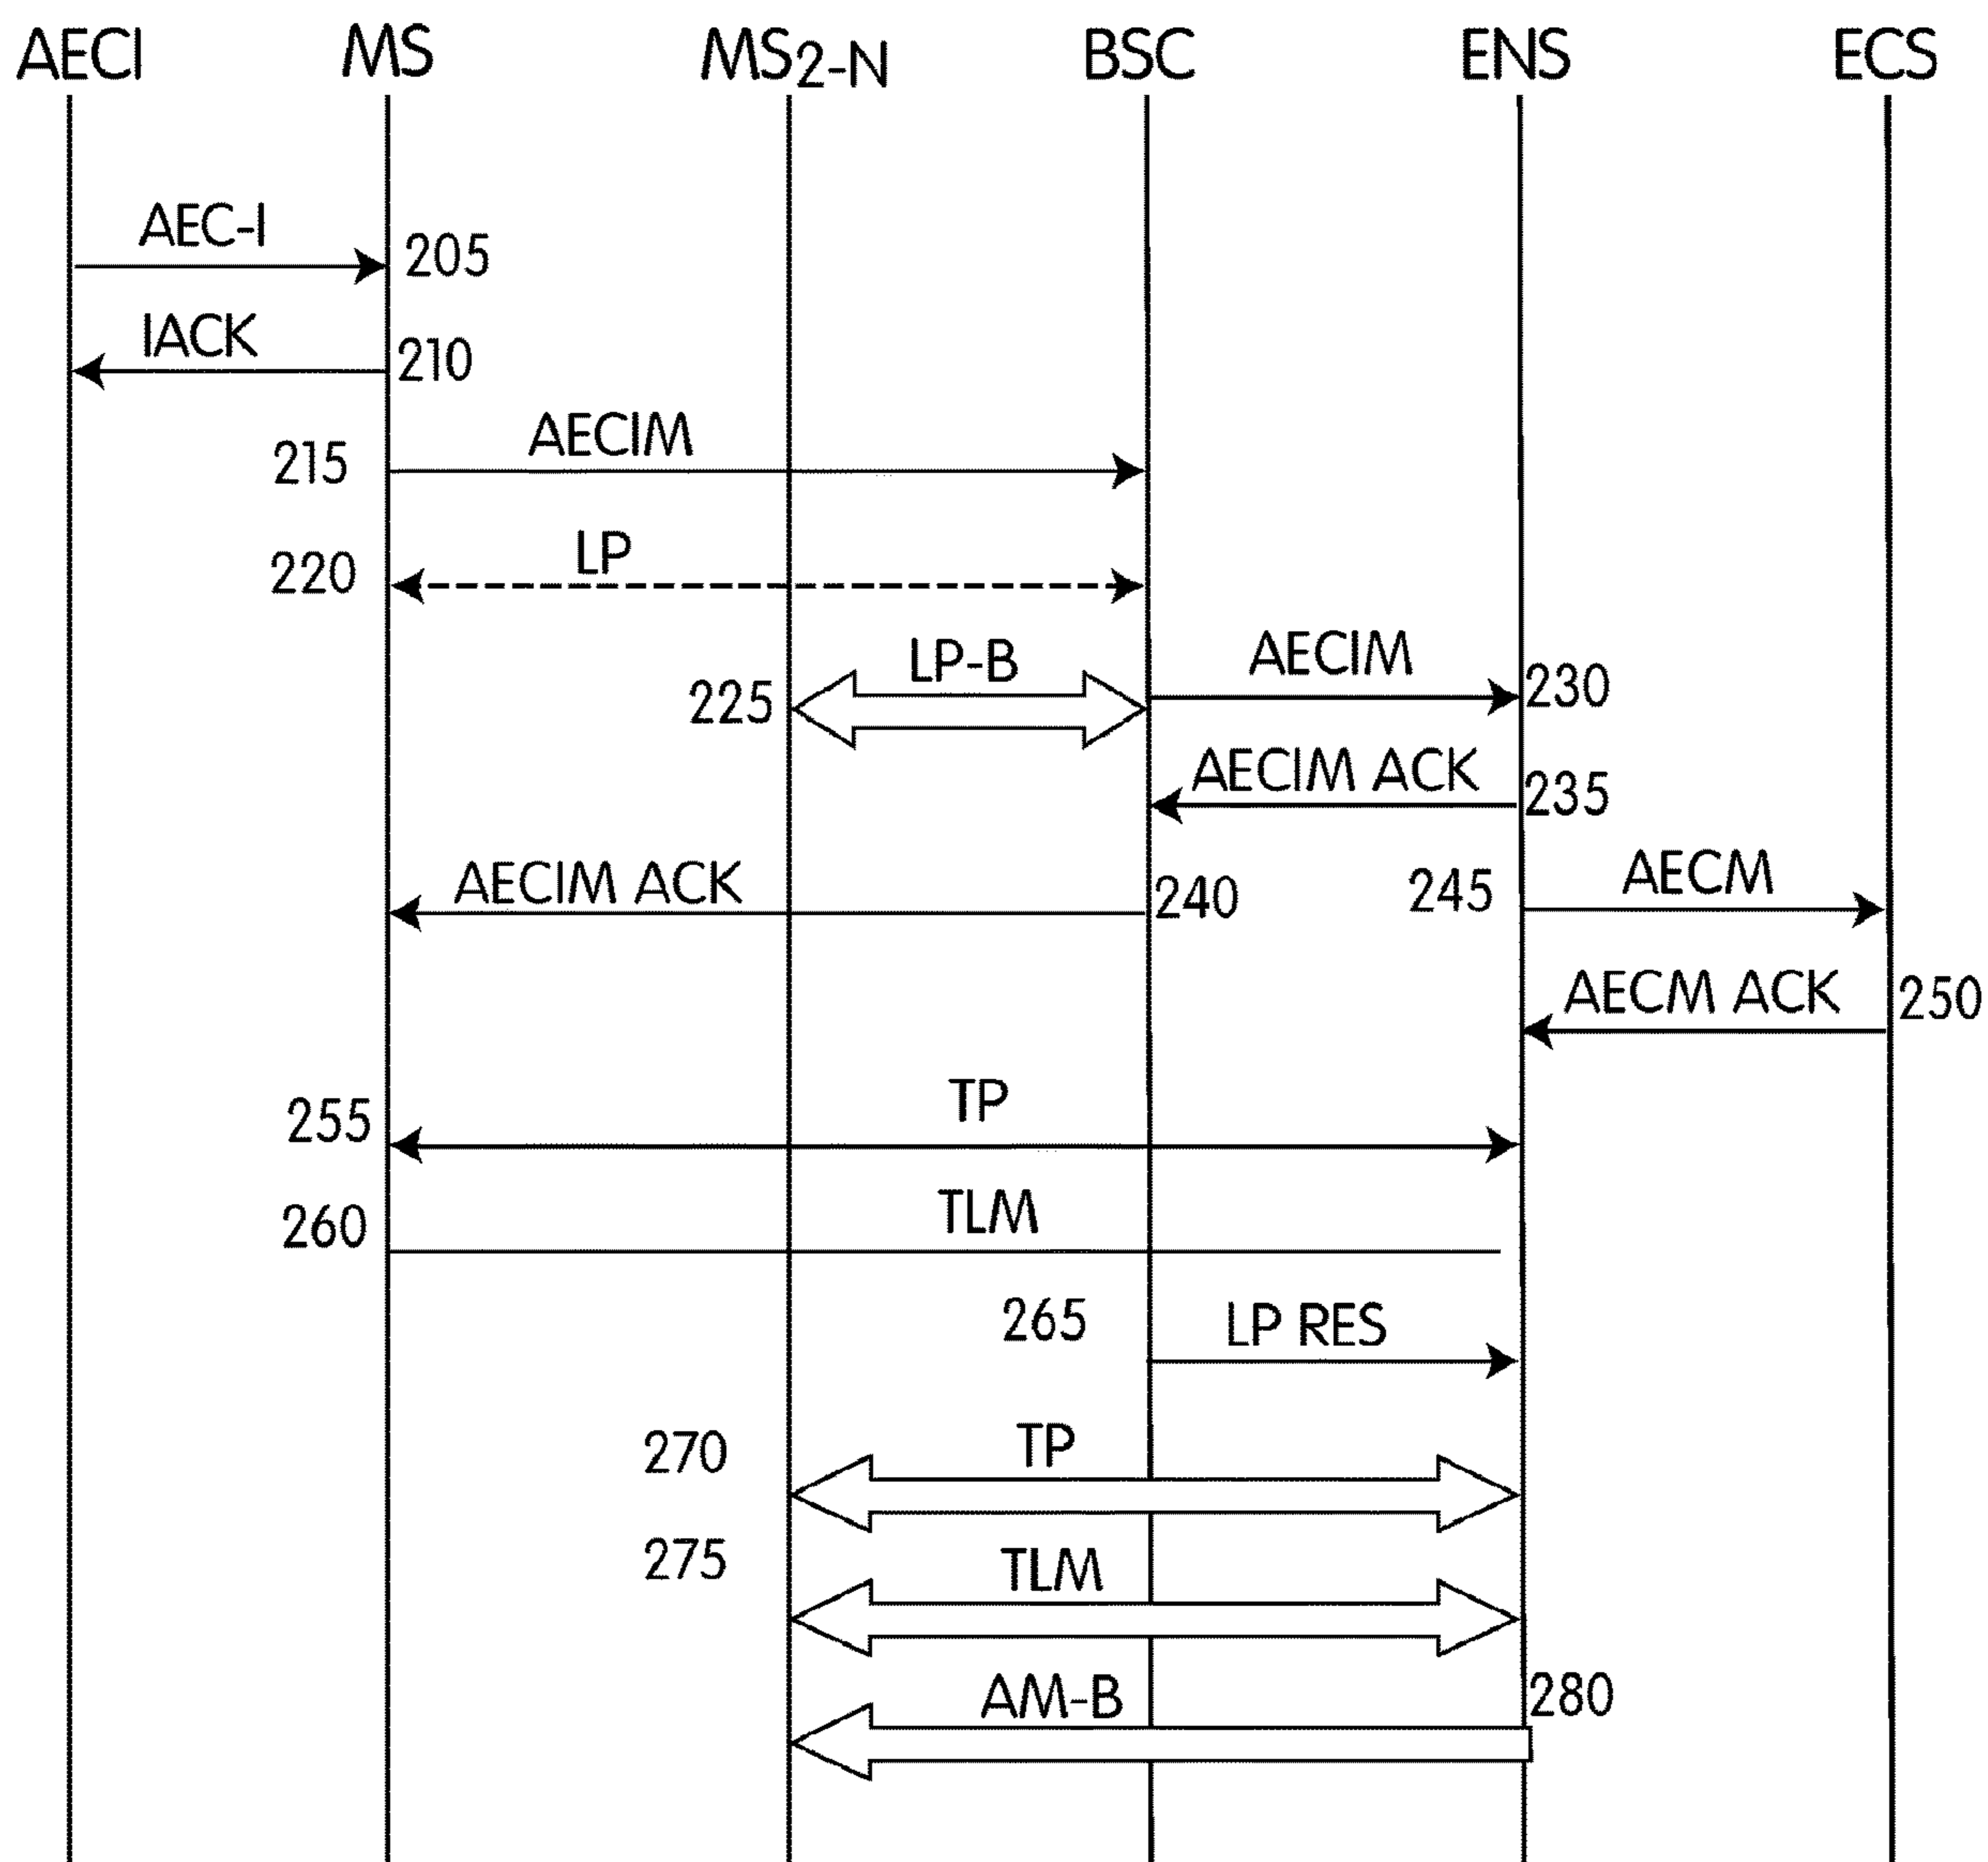 AECI MS MS2-N BSC ENS ECS
AEC-I
205
IACK
210
AECIM
215
LP
220
LP-B
AECIM
225
230
AECIM ACK
235
AECIM ACK
240
245
AECM
AECM ACK
250
TP
255
TLM
260
265
LP RES
TP
270
275
TLM
AM-B
280